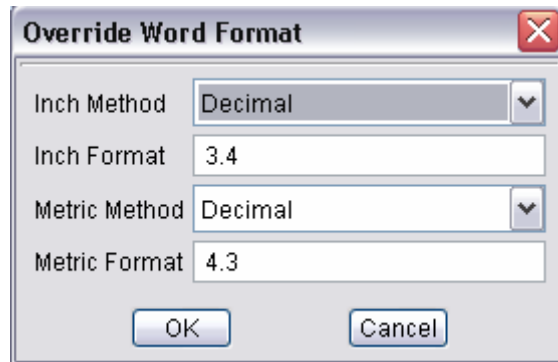 Override Word Format
Inch Method Decimal
Inch Format 3.4
Metric Method Decimal
Metric Format 4.3
OK Cancel